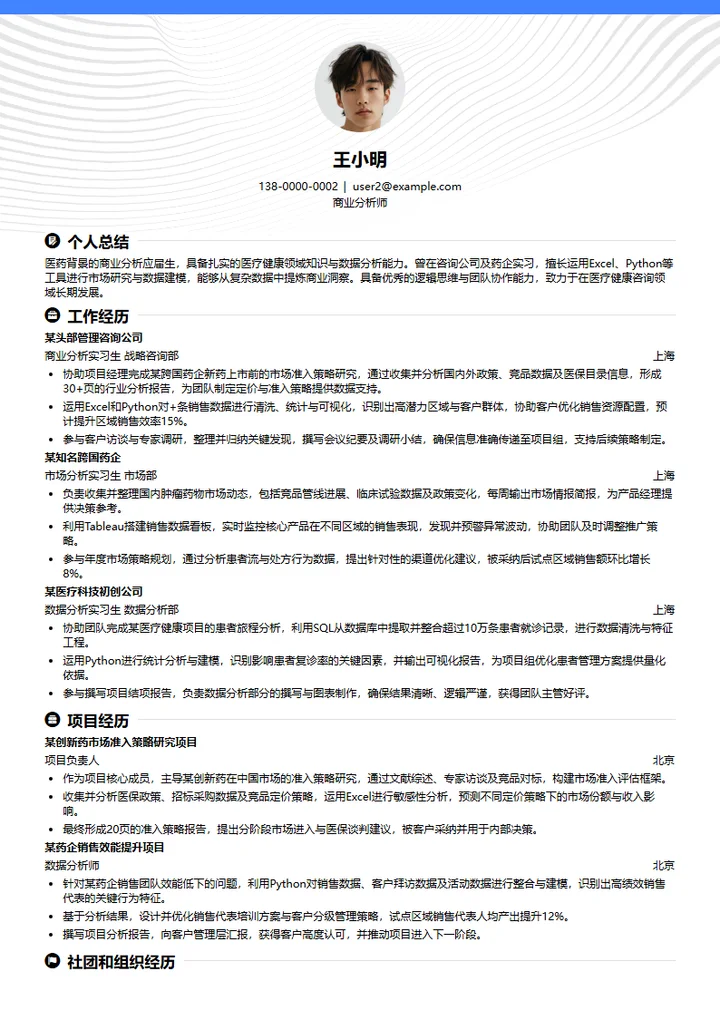 王小明
138-0000-0002 | user2@example.com
商业分析师
个人总结
医药背景的商业分析应届生，具备扎实的医疗健康领域知识与数据分析能力。曾在咨询公司及药企实习，擅长运用Excel、Python等
工具进行市场研究与数据建模，能够从复杂数据中提炼商业洞察。具备优秀的逻辑思维与团队协作能力，致力于在医疗健康咨询领
域长期发展。
工作经历
某头部管理咨询公司
商业分析实习生 战略咨询部 上海
• 协助项目经理完成某跨国药企新药上市前的市场准入策略研究，通过收集并分析国内外政策、竞品数据及医保目录信息，形成
30+页的行业分析报告，为团队制定定价与准入策略提供数据支持。
• 运用Excel和Python对+条销售数据进行清洗、统计与可视化，识别出高潜力区域与客户群体，协助客户优化销售资源配置，预
计提升区域销售效率15%。
• 参与客户访谈与专家调研，整理并归纳关键发现，撰写会议纪要及调研小结，确保信息准确传递至项目组，支持后续策略制定。
某知名跨国药企
市场分析实习生 市场部 上海
• 负责收集并整理国内肿瘤药物市场动态，包括竞品管线进展、临床试验数据及政策变化，每周输出市场情报简报，为产品经理提
供决策参考。
• 利用Tableau搭建销售数据看板，实时监控核心产品在不同区域的销售表现，发现并预警异常波动，协助团队及时调整推广策
略。
• 参与年度市场策略规划，通过分析患者流与处方行为数据，提出针对性的渠道优化建议，被采纳后试点区域销售额环比增长
8%。
某医疗科技初创公司
数据分析实习生 数据分析部 上海
• 协助团队完成某医疗健康项目的患者旅程分析，利用SQL从数据库中提取并整合超过10万条患者就诊记录，进行数据清洗与特征
工程。
• 运用Python进行统计分析与建模，识别影响患者复诊率的关键因素，并输出可视化报告，为项目组优化患者管理方案提供量化
依据。
• 参与撰写项目结项报告，负责数据分析部分的撰写与图表制作，确保结果清晰、逻辑严谨，获得团队主管好评。
项目经历
某创新药市场准入策略研究项目
项目负责人 北京
• 作为项目核心成员，主导某创新药在中国市场的准入策略研究，通过文献综述、专家访谈及竞品对标，构建市场准入评估框架。
• 收集并分析医保政策、招标采购数据及竞品定价策略，运用Excel进行敏感性分析，预测不同定价策略下的市场份额与收入影
响。
• 最终形成20页的准入策略报告，提出分阶段市场进入与医保谈判建议，被客户采纳并用于内部决策。
某药企销售效能提升项目
数据分析师 北京
• 针对某药企销售团队效能低下的问题，利用Python对销售数据、客户拜访数据及活动数据进行整合与建模，识别出高绩效销售
代表的关键行为特征。
• 基于分析结果，设计并优化销售代表培训方案与客户分级管理策略，试点区域销售代表人均产出提升12%。
• 撰写项目分析报告，向客户管理层汇报，获得客户高度认可，并推动项目进入下一阶段。
社团和组织经历